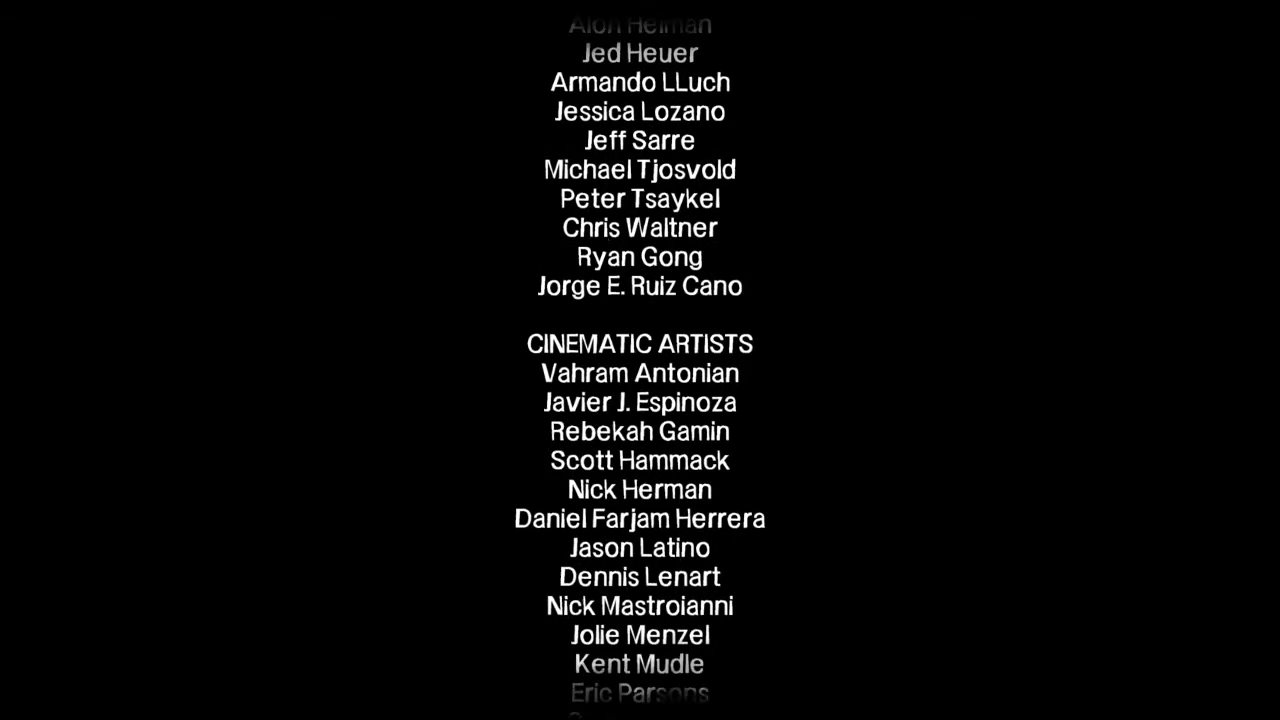 Alon Helman
Jed Heuer
Armando LLuch
Jessica Lozano
Jeff Sarre
Michael Tjosvold
Peter Tsaykel
Chris Waltner
Ryan Gong
Jorge E. Ruiz Cano
CINEMATIC ARTISTS
Vahram Antonian
Javier J. Espinoza
Rebekah Gamin
Scott Hammack
Nick Herman
Daniel Farjam Herrera
Jason Latino
Dennis Lenart
Nick Mastroianni
Jolie Menzel
Kent Mudle
Eric Parsons